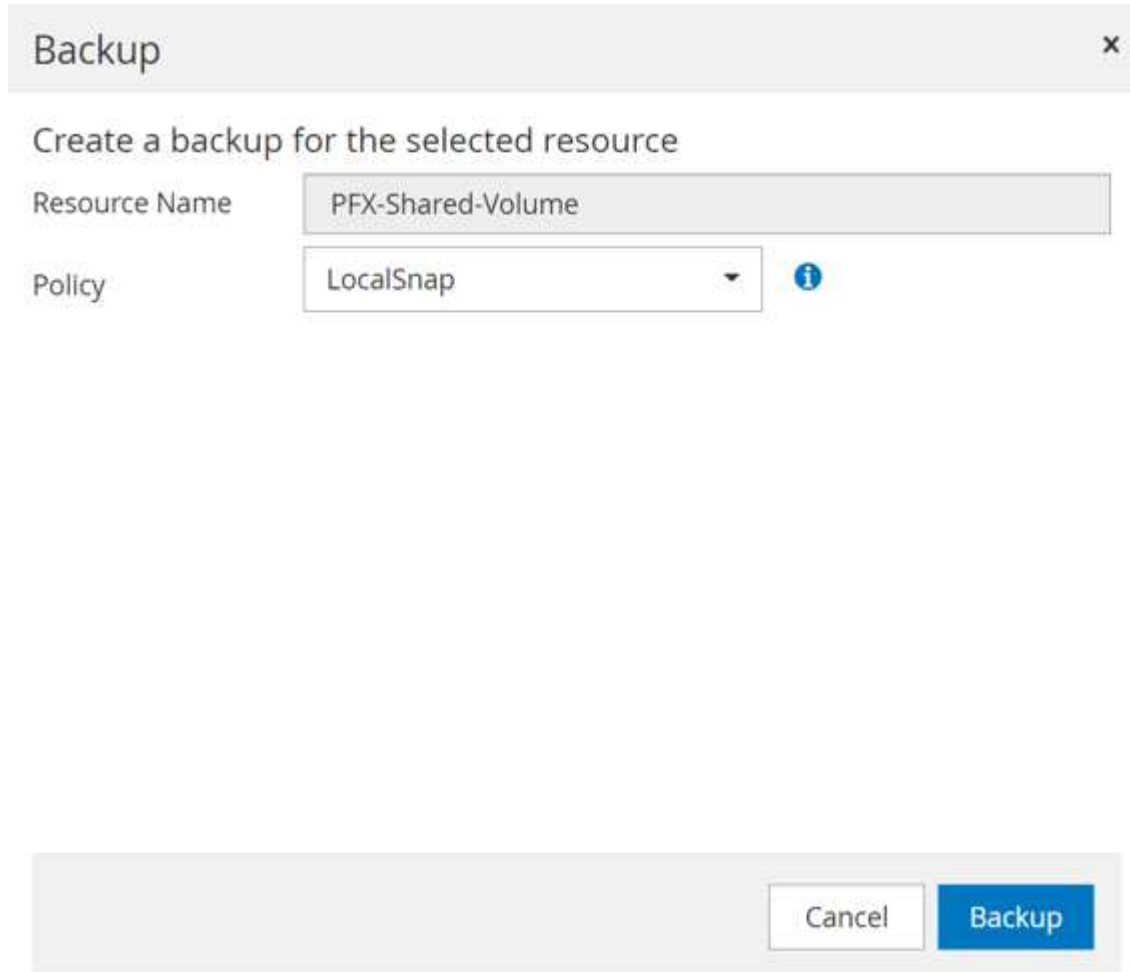 Backup
Create a backup for the selected resource
Resource Name PFX-Shared-Volume
Policy LocalSnap
Cancel Backup